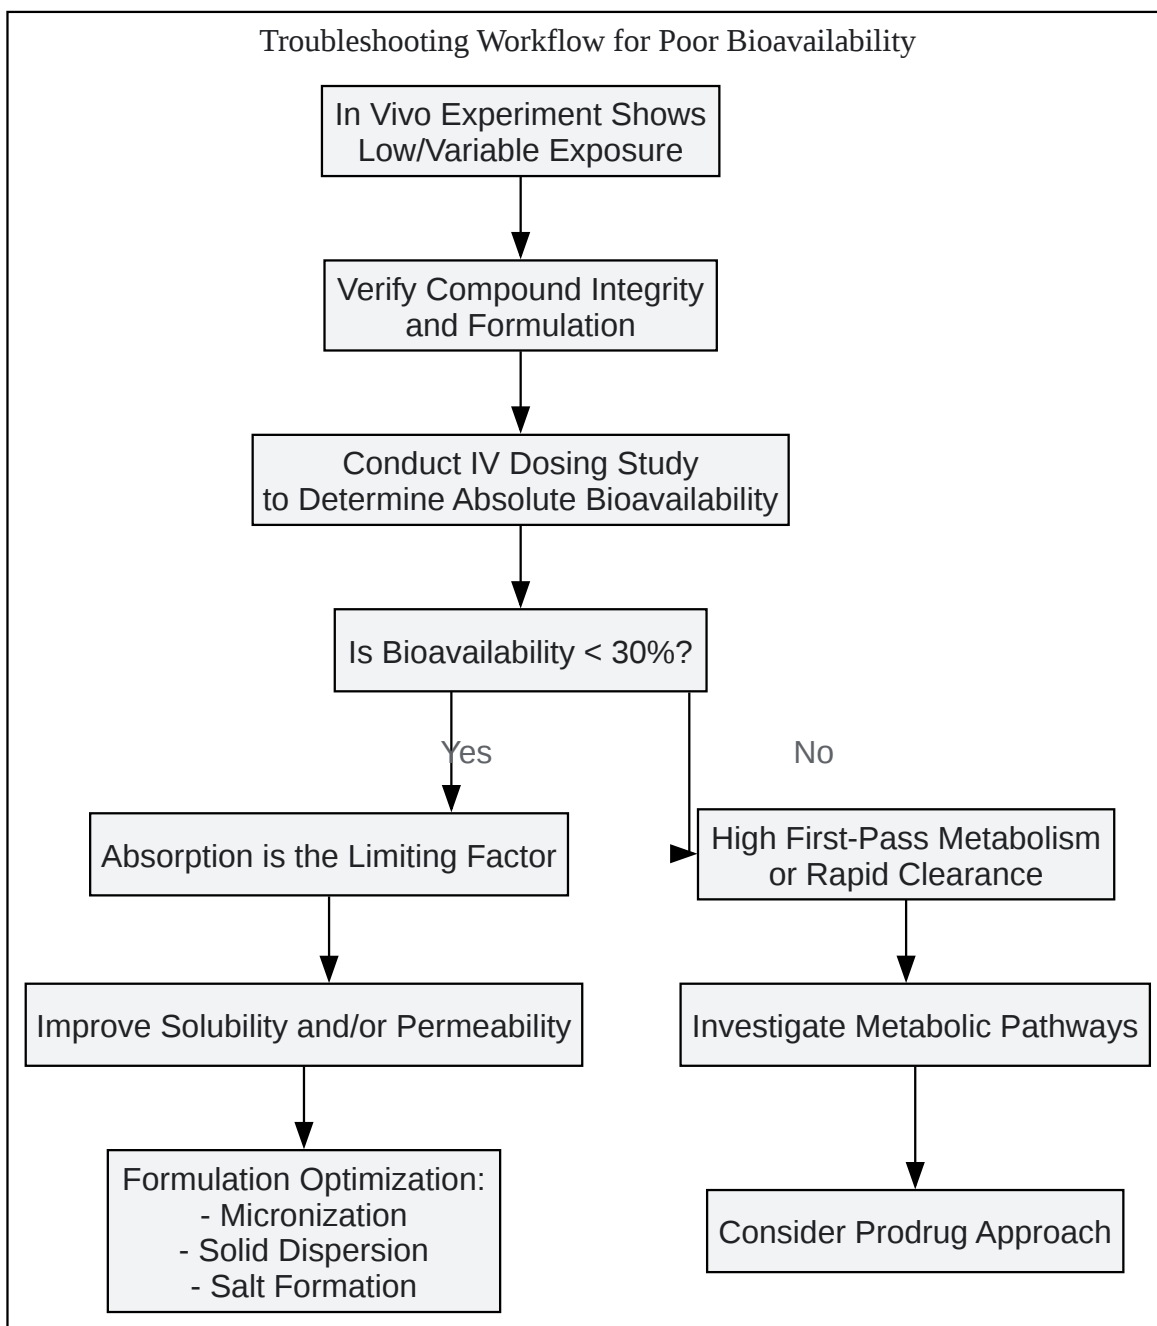 Troubleshooting Workflow for Poor Bioavailability
In Vivo Experiment Shows
Low/Variable Exposure
Verify Compound Integrity
and Formulation
Conduct IV Dosing Study
to Determine Absolute Bioavailability
Is Bioavailability < 30%?
Yes
No
Absorption is the Limiting Factor
High First-Pass Metabolism
or Rapid Clearance
Improve Solubility and/or Permeability
Investigate Metabolic Pathways
Formulation Optimization:
- Micronization
- Solid Dispersion
- Salt Formation
Consider Prodrug Approach